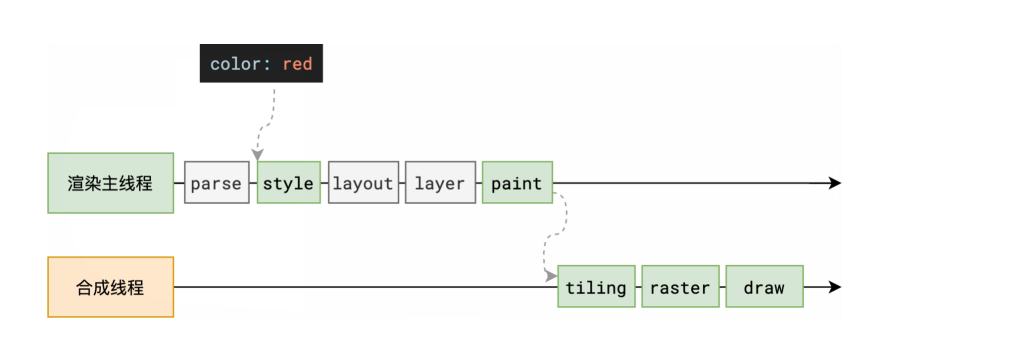 color: red
渲染主线程
parse
style
layout
layer
paint
合成线程
tiling
raster
draw